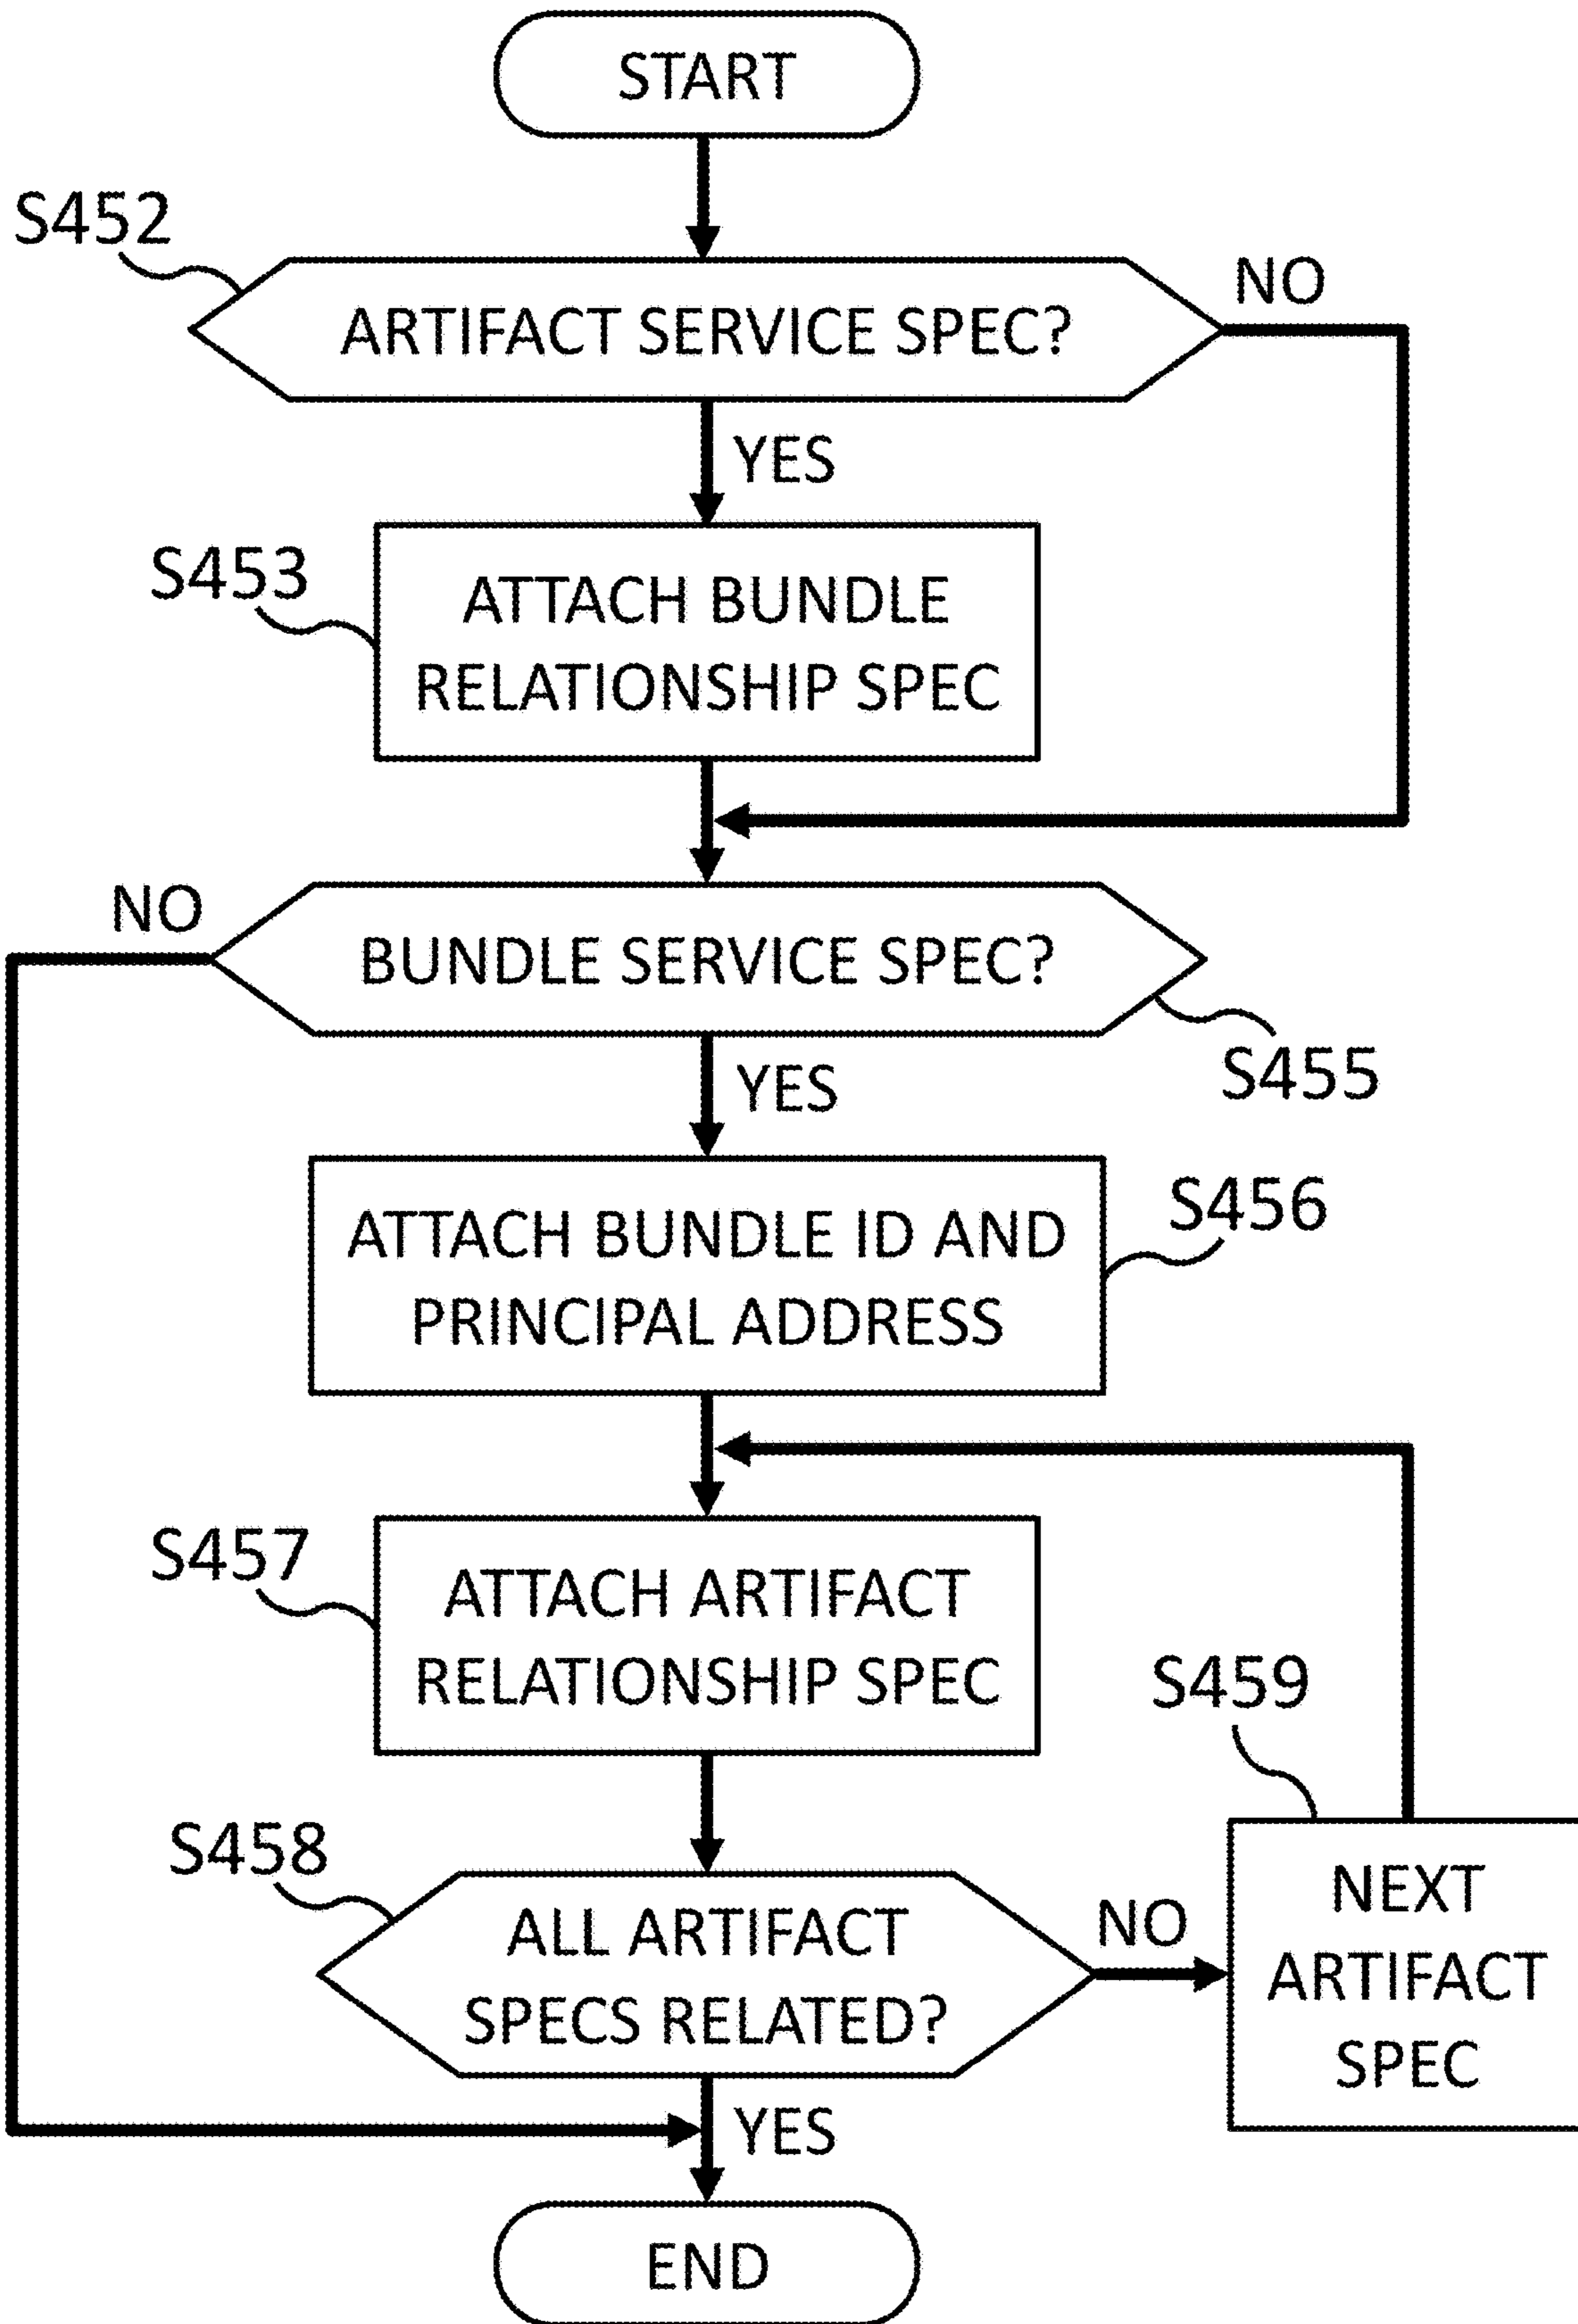 START
S452
NO
ARTIFACT SERVICE SPEC?
YES
S453
ATTACH BUNDLE
RELATIONSHIP SPEC
NO
BUNDLE SERVICE SPEC?
S455
YES
S456
ATTACH BUNDLE ID AND
PRINCIPAL ADDRESS
S457
ATTACH ARTIFACT
RELATIONSHIP SPEC
S459
S458
ALL ARTIFACT
SPECS RELATED?
NO
NEXT
ARTIFACT
SPEC
YES
END